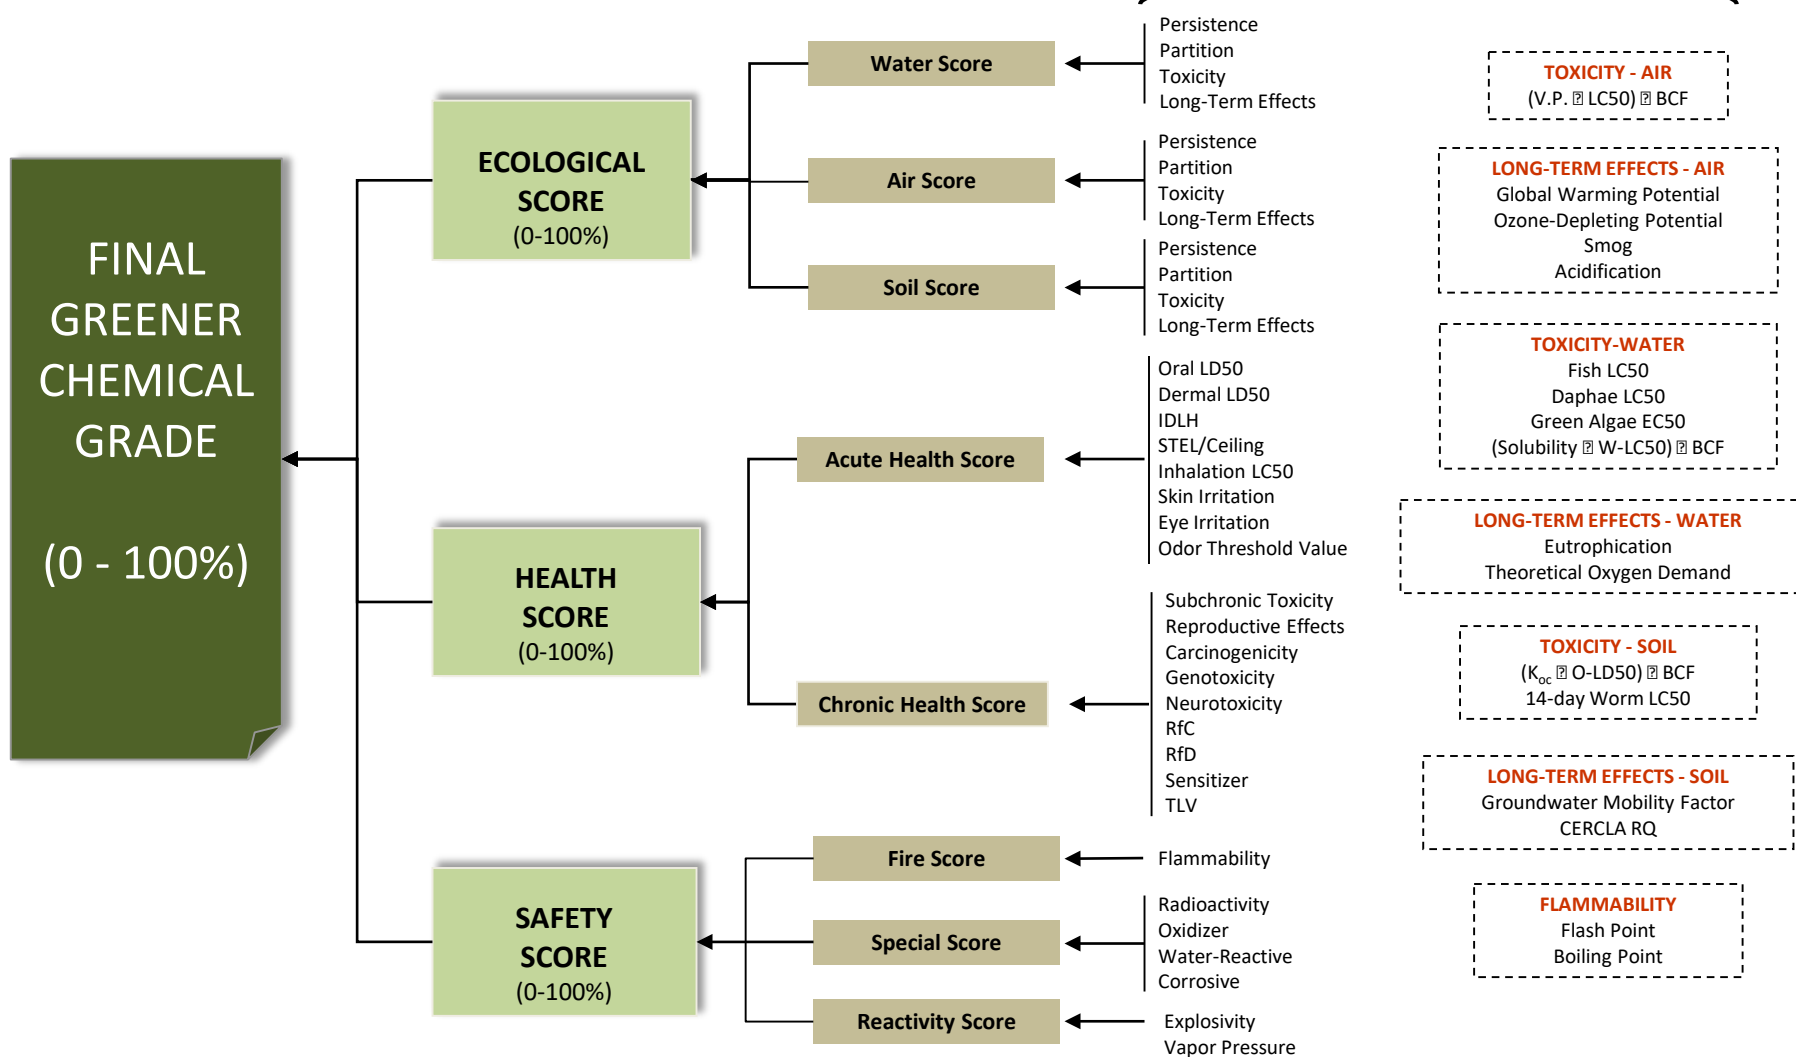 FINAL
GREENER
CHEMICAL
GRADE
(0 - 100%)
ECOLOGICAL
SCORE
(0-100%)
HEALTH
SCORE
(0-100%)
SAFETY
SCORE
(0-100%)
Water Score
Air Score
Soil Score
Acute Health Score
Chronic Health Score
Fire Score
Special Score
Reactivity Score
Persistence
Partition
Toxicity
Long-Term Effects
Persistence
Partition
Toxicity
Long-Term Effects
Persistence
Partition
Toxicity
Long-Term Effects
Oral LD50
Dermal LD50
IDLH
STEL/Ceiling
Inhalation LC50
Skin Irritation
Eye Irritation
Odor Threshold Value
Subchronic Toxicity
Reproductive Effects
Carcinogenicity
Genotoxicity
Neurotoxicity
RfC
RfD
Sensitizer
TLV
Flammability
Radioactivity
Oxidizer
Water-Reactive
Corrosive
Explosivity
Vapor Pressure
TOXICITY - AIR
(V.P. ⍰ LC50) ⍰ BCF
LONG-TERM EFFECTS - AIR
Global Warming Potential
Ozone-Depleting Potential
Smog
Acidification
TOXICITY-WATER
Fish LC50
Daphae LC50
Green Algae EC50
(Solubility ⍰ W-LC50) ⍰ BCF
LONG-TERM EFFECTS - WATER
Eutrophication
Theoretical Oxygen Demand
TOXICITY - SOIL
(Koc ⍰ O-LD50) ⍰ BCF
14-day Worm LC50
LONG-TERM EFFECTS - SOIL
Groundwater Mobility Factor
CERCLA RQ
FLAMMABILITY
Flash Point
Boiling Point